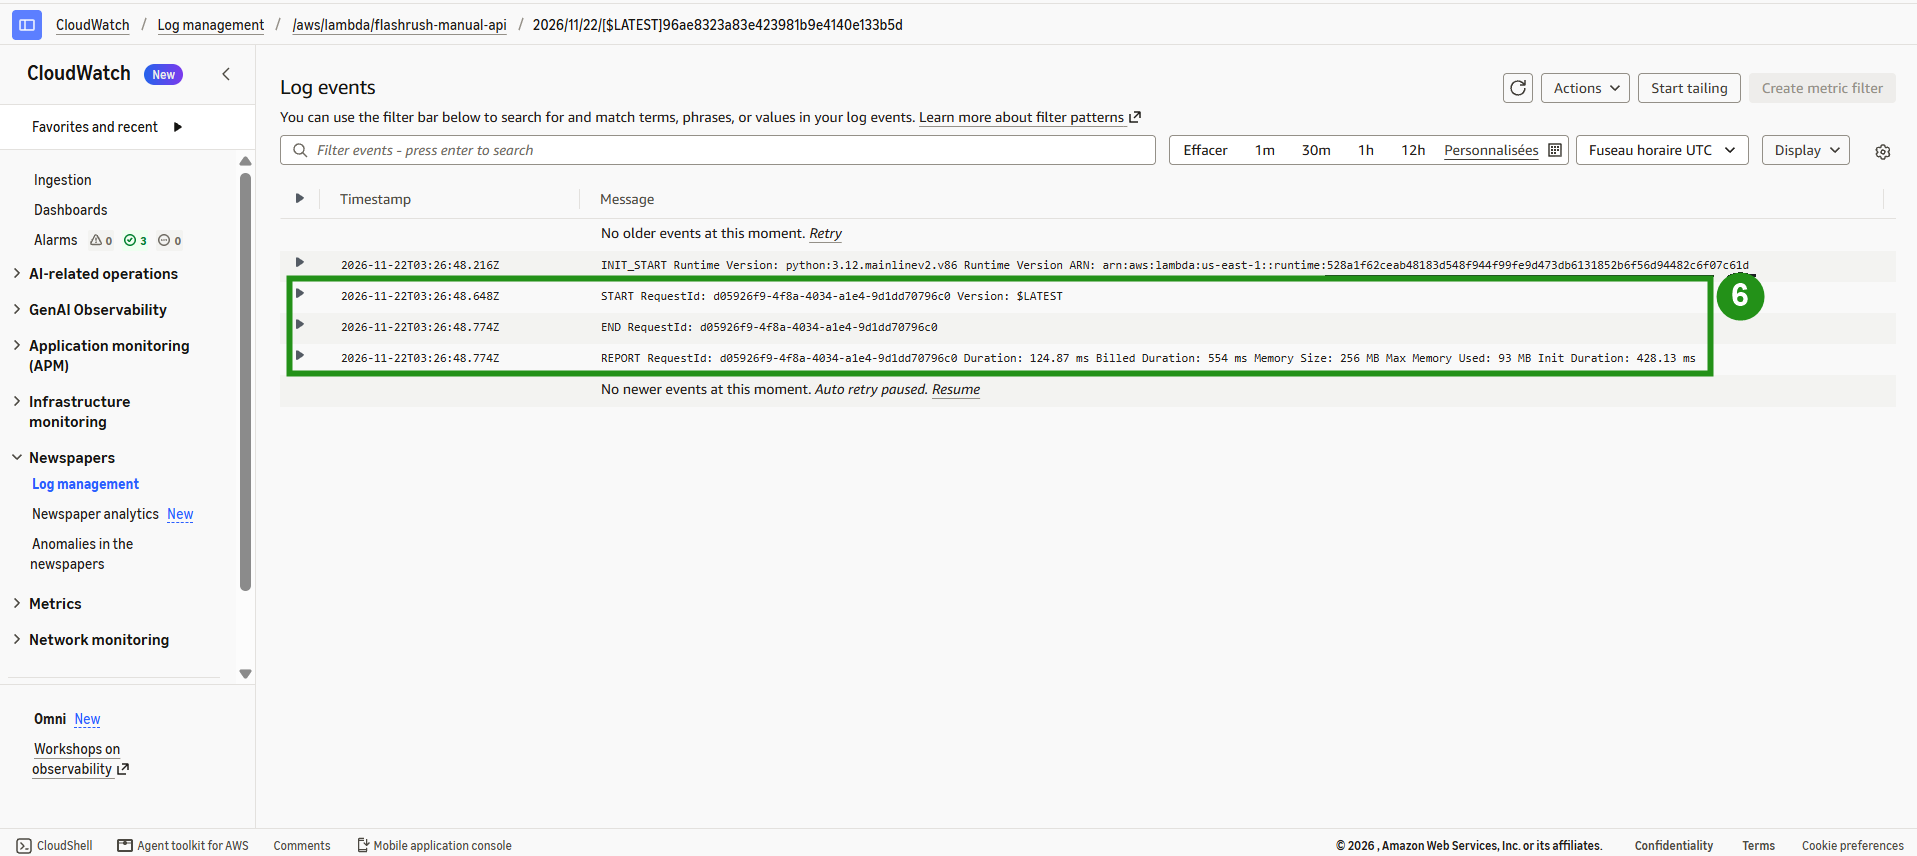 CloudWatch / Log management / /aws/lambda/flashrush-manual-api / 2026/11/22/[$LATEST]96ae8323a83e423981b9e4140e133b5d
CloudWatch New
Favorites and recent
Ingestion
Dashboards
Alarms 0 3 0
AI-related operations
GenAI Observability
Application monitoring
(APM)
Infrastructure
monitoring
Newspapers
Log management
Newspaper analytics New
Anomalies in the
newspapers
Metrics
Network monitoring
Omni New
Workshops on
observability
Log events
Actions Start tailing Create metric filter
You can use the filter bar below to search for and match terms, phrases, or values in your log events. Learn more about filter patterns
Filter events - press enter to search
Effacer 1m 30m 1h 12h Personnalisées Fuseau horaire UTC Display
Timestamp Message
No older events at this moment. Retry
2026-11-22T03:26:48.216Z INIT_START Runtime Version: python:3.12.mainlinev2.v86 Runtime Version ARN: arn:aws:lambda:us-east-1::runtime:528a1f62ceab48183d548f944f99fe9d473db6131852b6f56d94482c6f07c61d
2026-11-22T03:26:48.648Z START RequestId: d05926f9-4f8a-4034-a1e4-9d1dd70796c0 Version: $LATEST
6
2026-11-22T03:26:48.774Z END RequestId: d05926f9-4f8a-4034-a1e4-9d1dd70796c0
2026-11-22T03:26:48.774Z REPORT RequestId: d05926f9-4f8a-4034-a1e4-9d1dd70796c0 Duration: 124.87 ms Billed Duration: 554 ms Memory Size: 256 MB Max Memory Used: 93 MB Init Duration: 428.13 ms
No newer events at this moment. Auto retry paused. Resume
CloudShell Agent toolkit for AWS Comments Mobile application console
© 2026 , Amazon Web Services, Inc. or its affiliates. Confidentiality Terms Cookie preferences